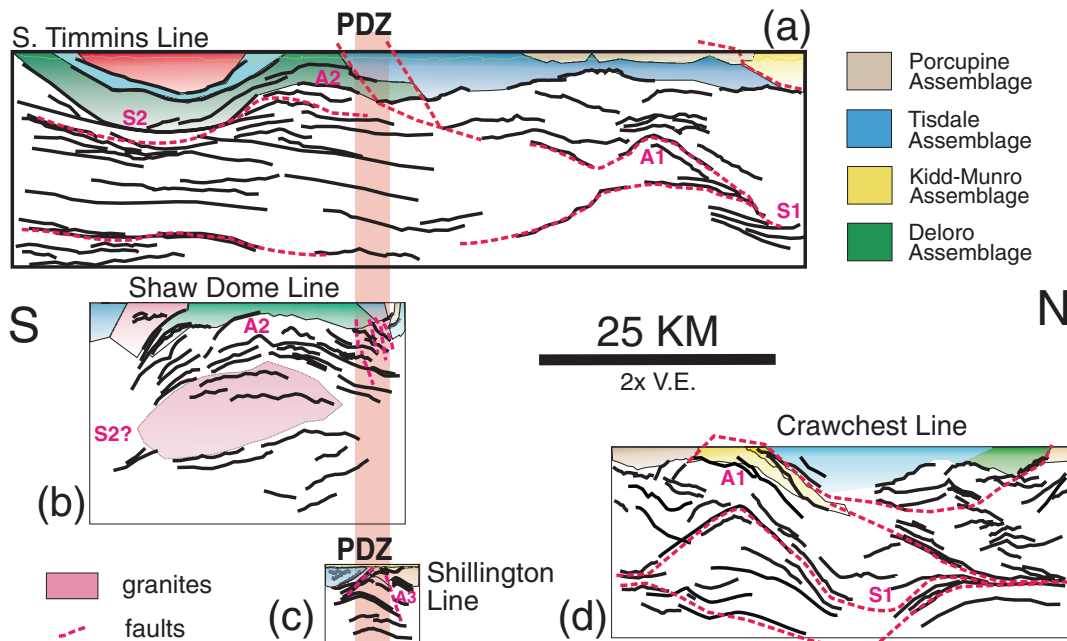 PDZ
(a)
S. Timmins Line
A2
S2
A1
S1
Porcupine
Assemblage
Tisdale
Assemblage
Kidd-Munro
Assemblage
Deloro
Assemblage
Shaw Dome Line
S
N
A2
25 KM
2x V.E.
S2?
(b)
Crawchest Line
A1
S1
(d)
PDZ
Shillington
Line
A3
(c)
granites
faults